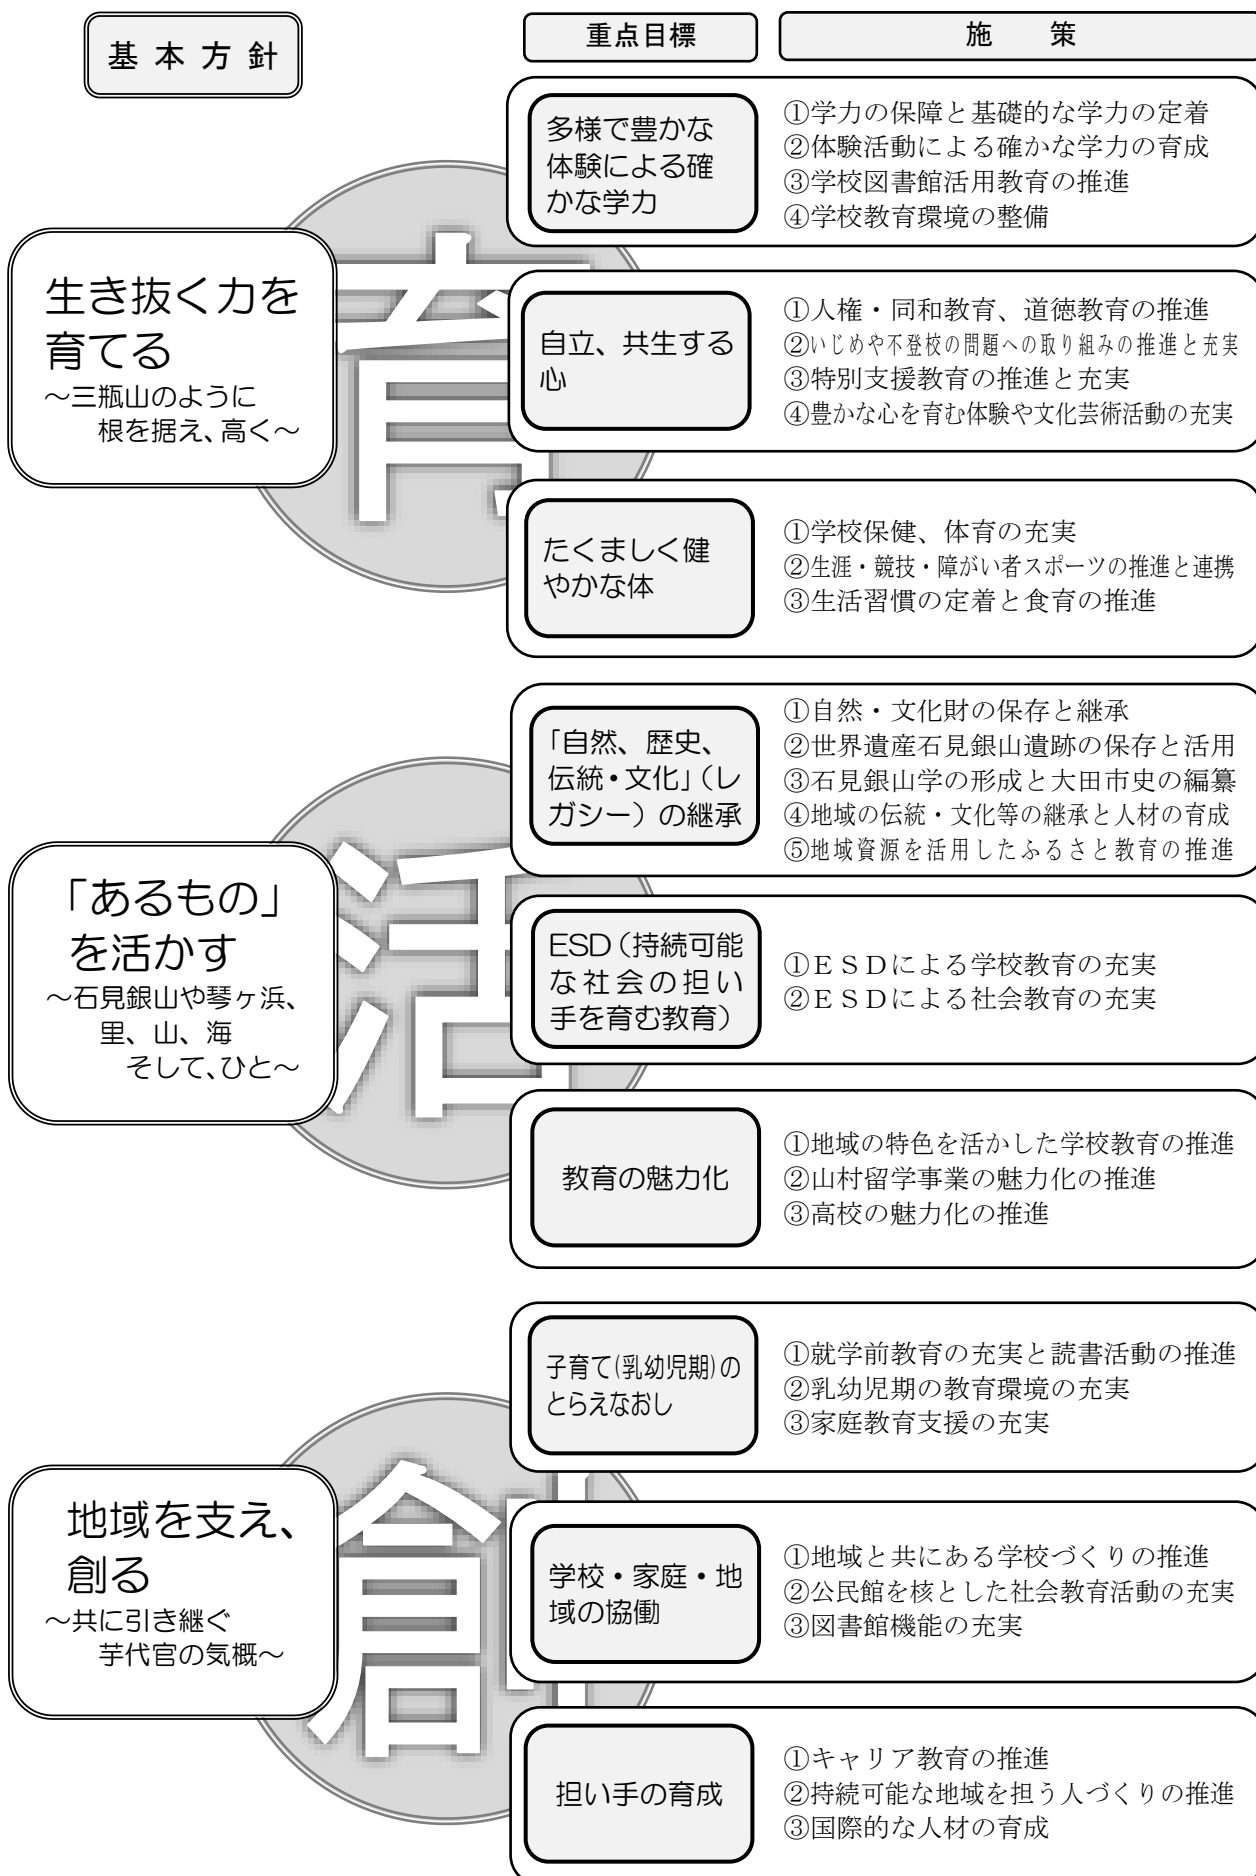 基本方針
重点目標
施　策
生き抜く力を
育てる
～三瓶山のように
根を据え、高く～
育
多様で豊かな
体験による確
かな学力
①学力の保障と基礎的な学力の定着
②体験活動による確かな学力の育成
③学校図書館活用教育の推進
④学校教育環境の整備
自立、共生する
心
①人権・同和教育、道徳教育の推進
②いじめや不登校の問題への取り組みの推進と充実
③特別支援教育の推進と充実
④豊かな心を育む体験や文化芸術活動の充実
たくましく健
やかな体
①学校保健、体育の充実
②生涯・競技・障がい者スポーツの推進と連携
③生活習慣の定着と食育の推進
「あるもの」
を活かす
～石見銀山や琴ヶ浜、
里、山、海
そして、ひと～
活
「自然、歴史、
伝統・文化」（レ
ガシー）の継承
①自然・文化財の保存と継承
②世界遺産石見銀山遺跡の保存と活用
③石見銀山学の形成と大田市史の編纂
④地域の伝統・文化等の継承と人材の育成
⑤地域資源を活用したふるさと教育の推進
ESD（持続可能
な社会の担い
手を育む教育）
①ＥＳＤによる学校教育の充実
②ＥＳＤによる社会教育の充実
教育の魅力化
①地域の特色を活かした学校教育の推進
②山村留学事業の魅力化の推進
③高校の魅力化の推進
地域を支え、
創る
～共に引き継ぐ
芋代官の気概～
創
子育て(乳幼児期)の
とらえなおし
①就学前教育の充実と読書活動の推進
②乳幼児期の教育環境の充実
③家庭教育支援の充実
学校・家庭・地
域の協働
①地域と共にある学校づくりの推進
②公民館を核とした社会教育活動の充実
③図書館機能の充実
担い手の育成
①キャリア教育の推進
②持続可能な地域を担う人づくりの推進
③国際的な人材の育成